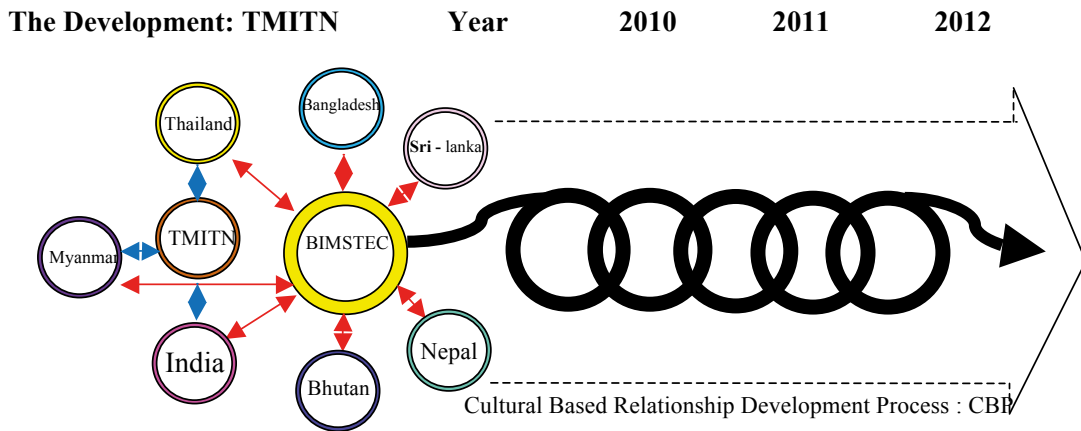 The Development: TMITN Year 2010 2011 2012
Bangladesh
Thailand
Sri - lanka
TMITN
BIMSTEC
Myanmar
India
Nepal
Bhutan
Cultural Based Relationship Development Process : CBP